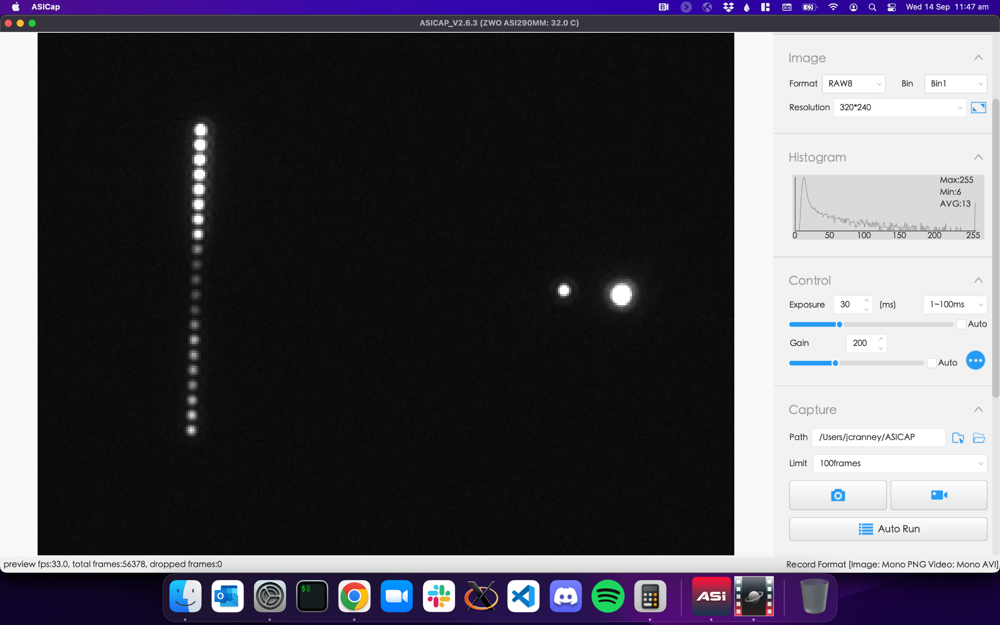 ASICap
Wed 14 Sep 11:47 am
ASICAP_V2.6.3 (ZWO ASI290MM: 32.0 C)
Image
Format RAW8 Bin Bin1
Resolution 320*240
Histogram
Max:255
Min:6
AVG:13
0 50 100 150 200 255
Control
Exposure 30 (ms) 1~100ms
Auto
Gain 200
Auto
Capture
Path /Users/jcranney/ASICAP
Limit 100frames
Auto Run
preview fps:33.0, total frames:56378, dropped frames:0
Record Format [Image: Mono PNG Video: Mono AVI]
$
ASi